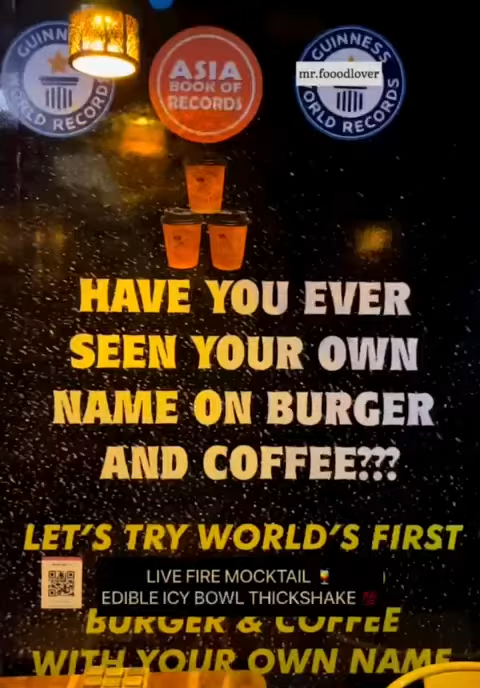 GUINNESS WORLD RECORDS
ASIA
BOOK OF
RECORDS
GUINNESS WORLD RECORDS
mr.fooodlover
HAVE YOU EVER
SEEN YOUR OWN
NAME ON BURGER
AND COFFEE???
LET'S TRY WORLD'S FIRST
LIVE FIRE MOCKTAIL 🍹
EDIBLE ICY BOWL THICKSHAKE 💯
BURGER & COFFEE
WITH YOUR OWN NAME